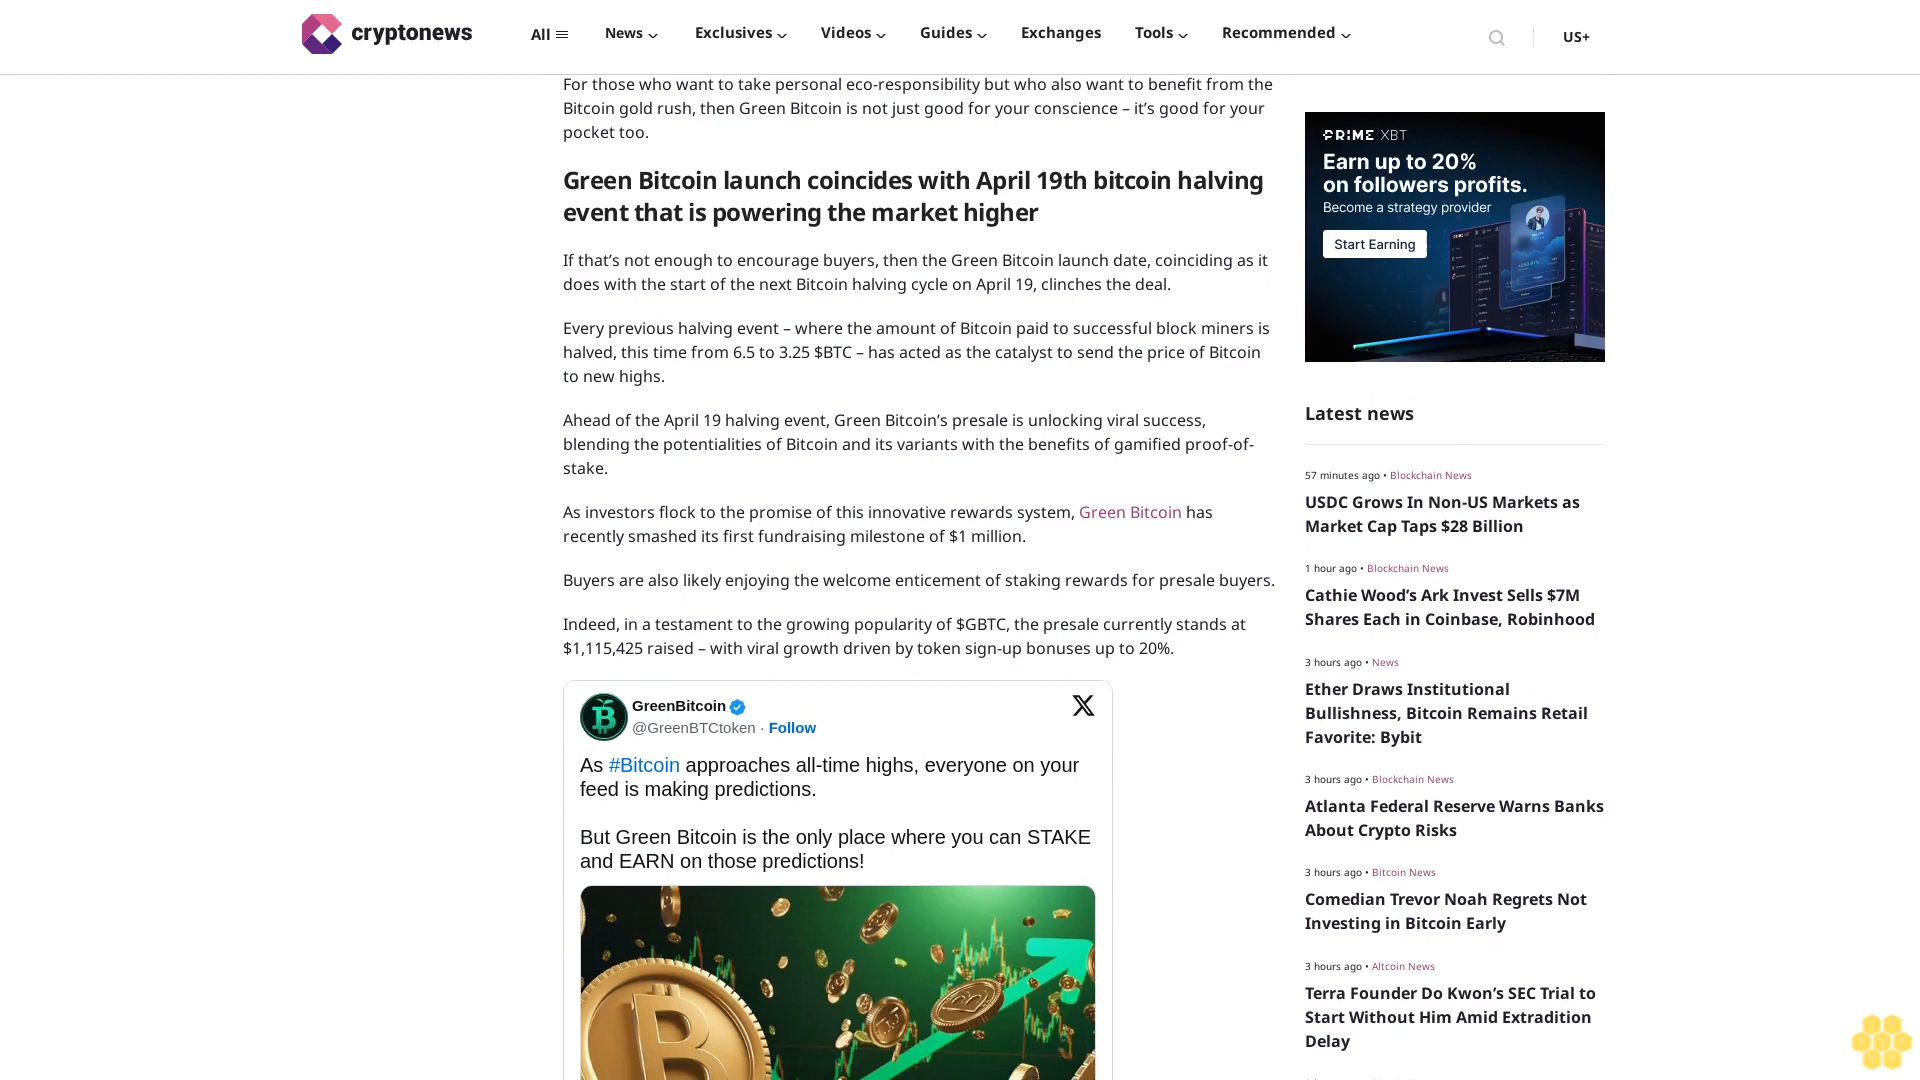 cryptonews
All
News
Exclusives
Videos
Guides
Exchanges
Tools
Recommended
US+
For those who want to take personal eco-responsibility but who also want to benefit from the
Bitcoin gold rush, then Green Bitcoin is not just good for your conscience – it’s good for your
pocket too.
Green Bitcoin launch coincides with April 19th bitcoin halving
event that is powering the market higher
If that’s not enough to encourage buyers, then the Green Bitcoin launch date, coinciding as it
does with the start of the next Bitcoin halving cycle on April 19, clinches the deal.
Every previous halving event – where the amount of Bitcoin paid to successful block miners is
halved, this time from 6.5 to 3.25 $BTC – has acted as the catalyst to send the price of Bitcoin
to new highs.
Ahead of the April 19 halving event, Green Bitcoin’s presale is unlocking viral success,
blending the potentialities of Bitcoin and its variants with the benefits of gamified proof-of-
stake.
As investors flock to the promise of this innovative rewards system, Green Bitcoin has
recently smashed its first fundraising milestone of $1 million.
Buyers are also likely enjoying the welcome enticement of staking rewards for presale buyers.
Indeed, in a testament to the growing popularity of $GBTC, the presale currently stands at
$1,115,425 raised – with viral growth driven by token sign-up bonuses up to 20%.
GreenBitcoin
@GreenBTCtoken · Follow
As #Bitcoin approaches all-time highs, everyone on your
feed is making predictions.
But Green Bitcoin is the only place where you can STAKE
and EARN on those predictions!
PRIME XBT
Earn up to 20%
on followers profits.
Become a strategy provider
Start Earning
Latest news
57 minutes ago • Blockchain News
USDC Grows In Non-US Markets as
Market Cap Taps $28 Billion
1 hour ago • Blockchain News
Cathie Wood’s Ark Invest Sells $7M
Shares Each in Coinbase, Robinhood
3 hours ago • News
Ether Draws Institutional
Bullishness, Bitcoin Remains Retail
Favorite: Bybit
3 hours ago • Blockchain News
Atlanta Federal Reserve Warns Banks
About Crypto Risks
3 hours ago • Bitcoin News
Comedian Trevor Noah Regrets Not
Investing in Bitcoin Early
3 hours ago • Altcoin News
Terra Founder Do Kwon’s SEC Trial to
Start Without Him Amid Extradition
Delay